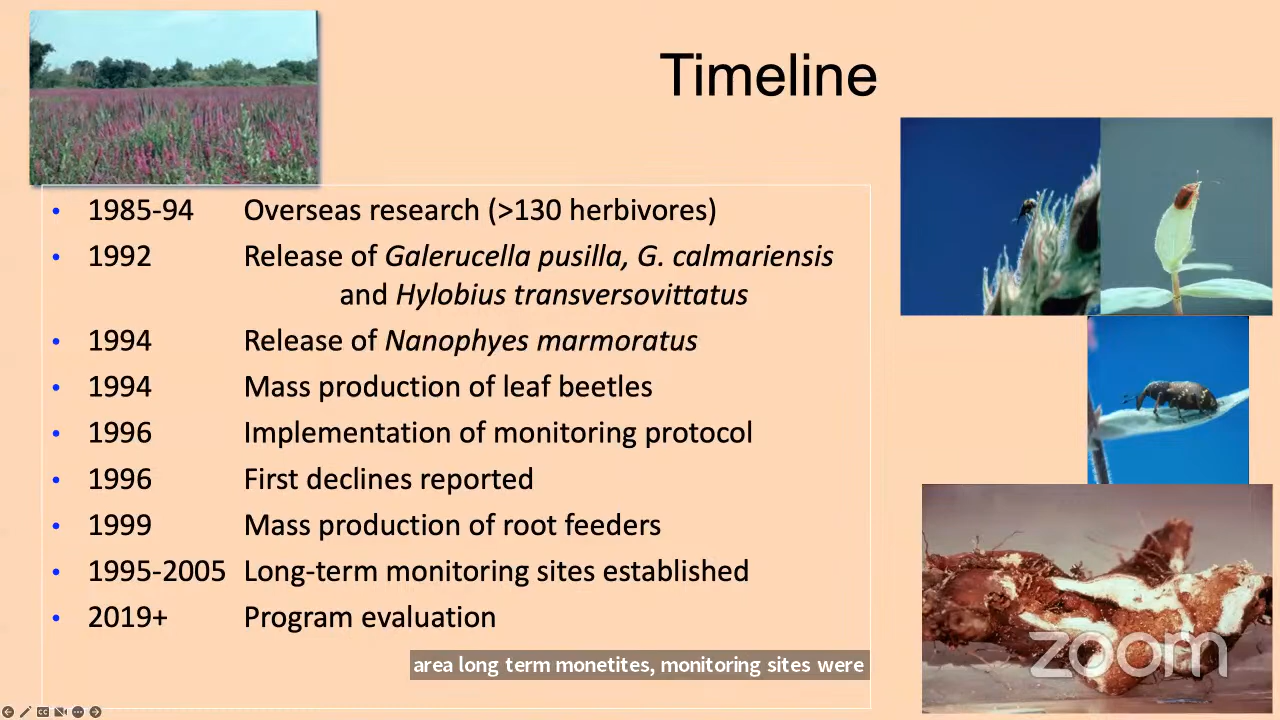 Timeline
• 1985-94 Overseas research (>130 herbivores)
• 1992 Release of Galerucella pusilla, G. calmariensis
and Hylobius transversovittatus
• 1994 Release of Nanophyes marmoratus
• 1994 Mass production of leaf beetles
• 1996 Implementation of monitoring protocol
• 1996 First declines reported
• 1999 Mass production of root feeders
• 1995-2005 Long-term monitoring sites established
• 2019+ Program evaluation
area long term monetites, monitoring sites were
zoom